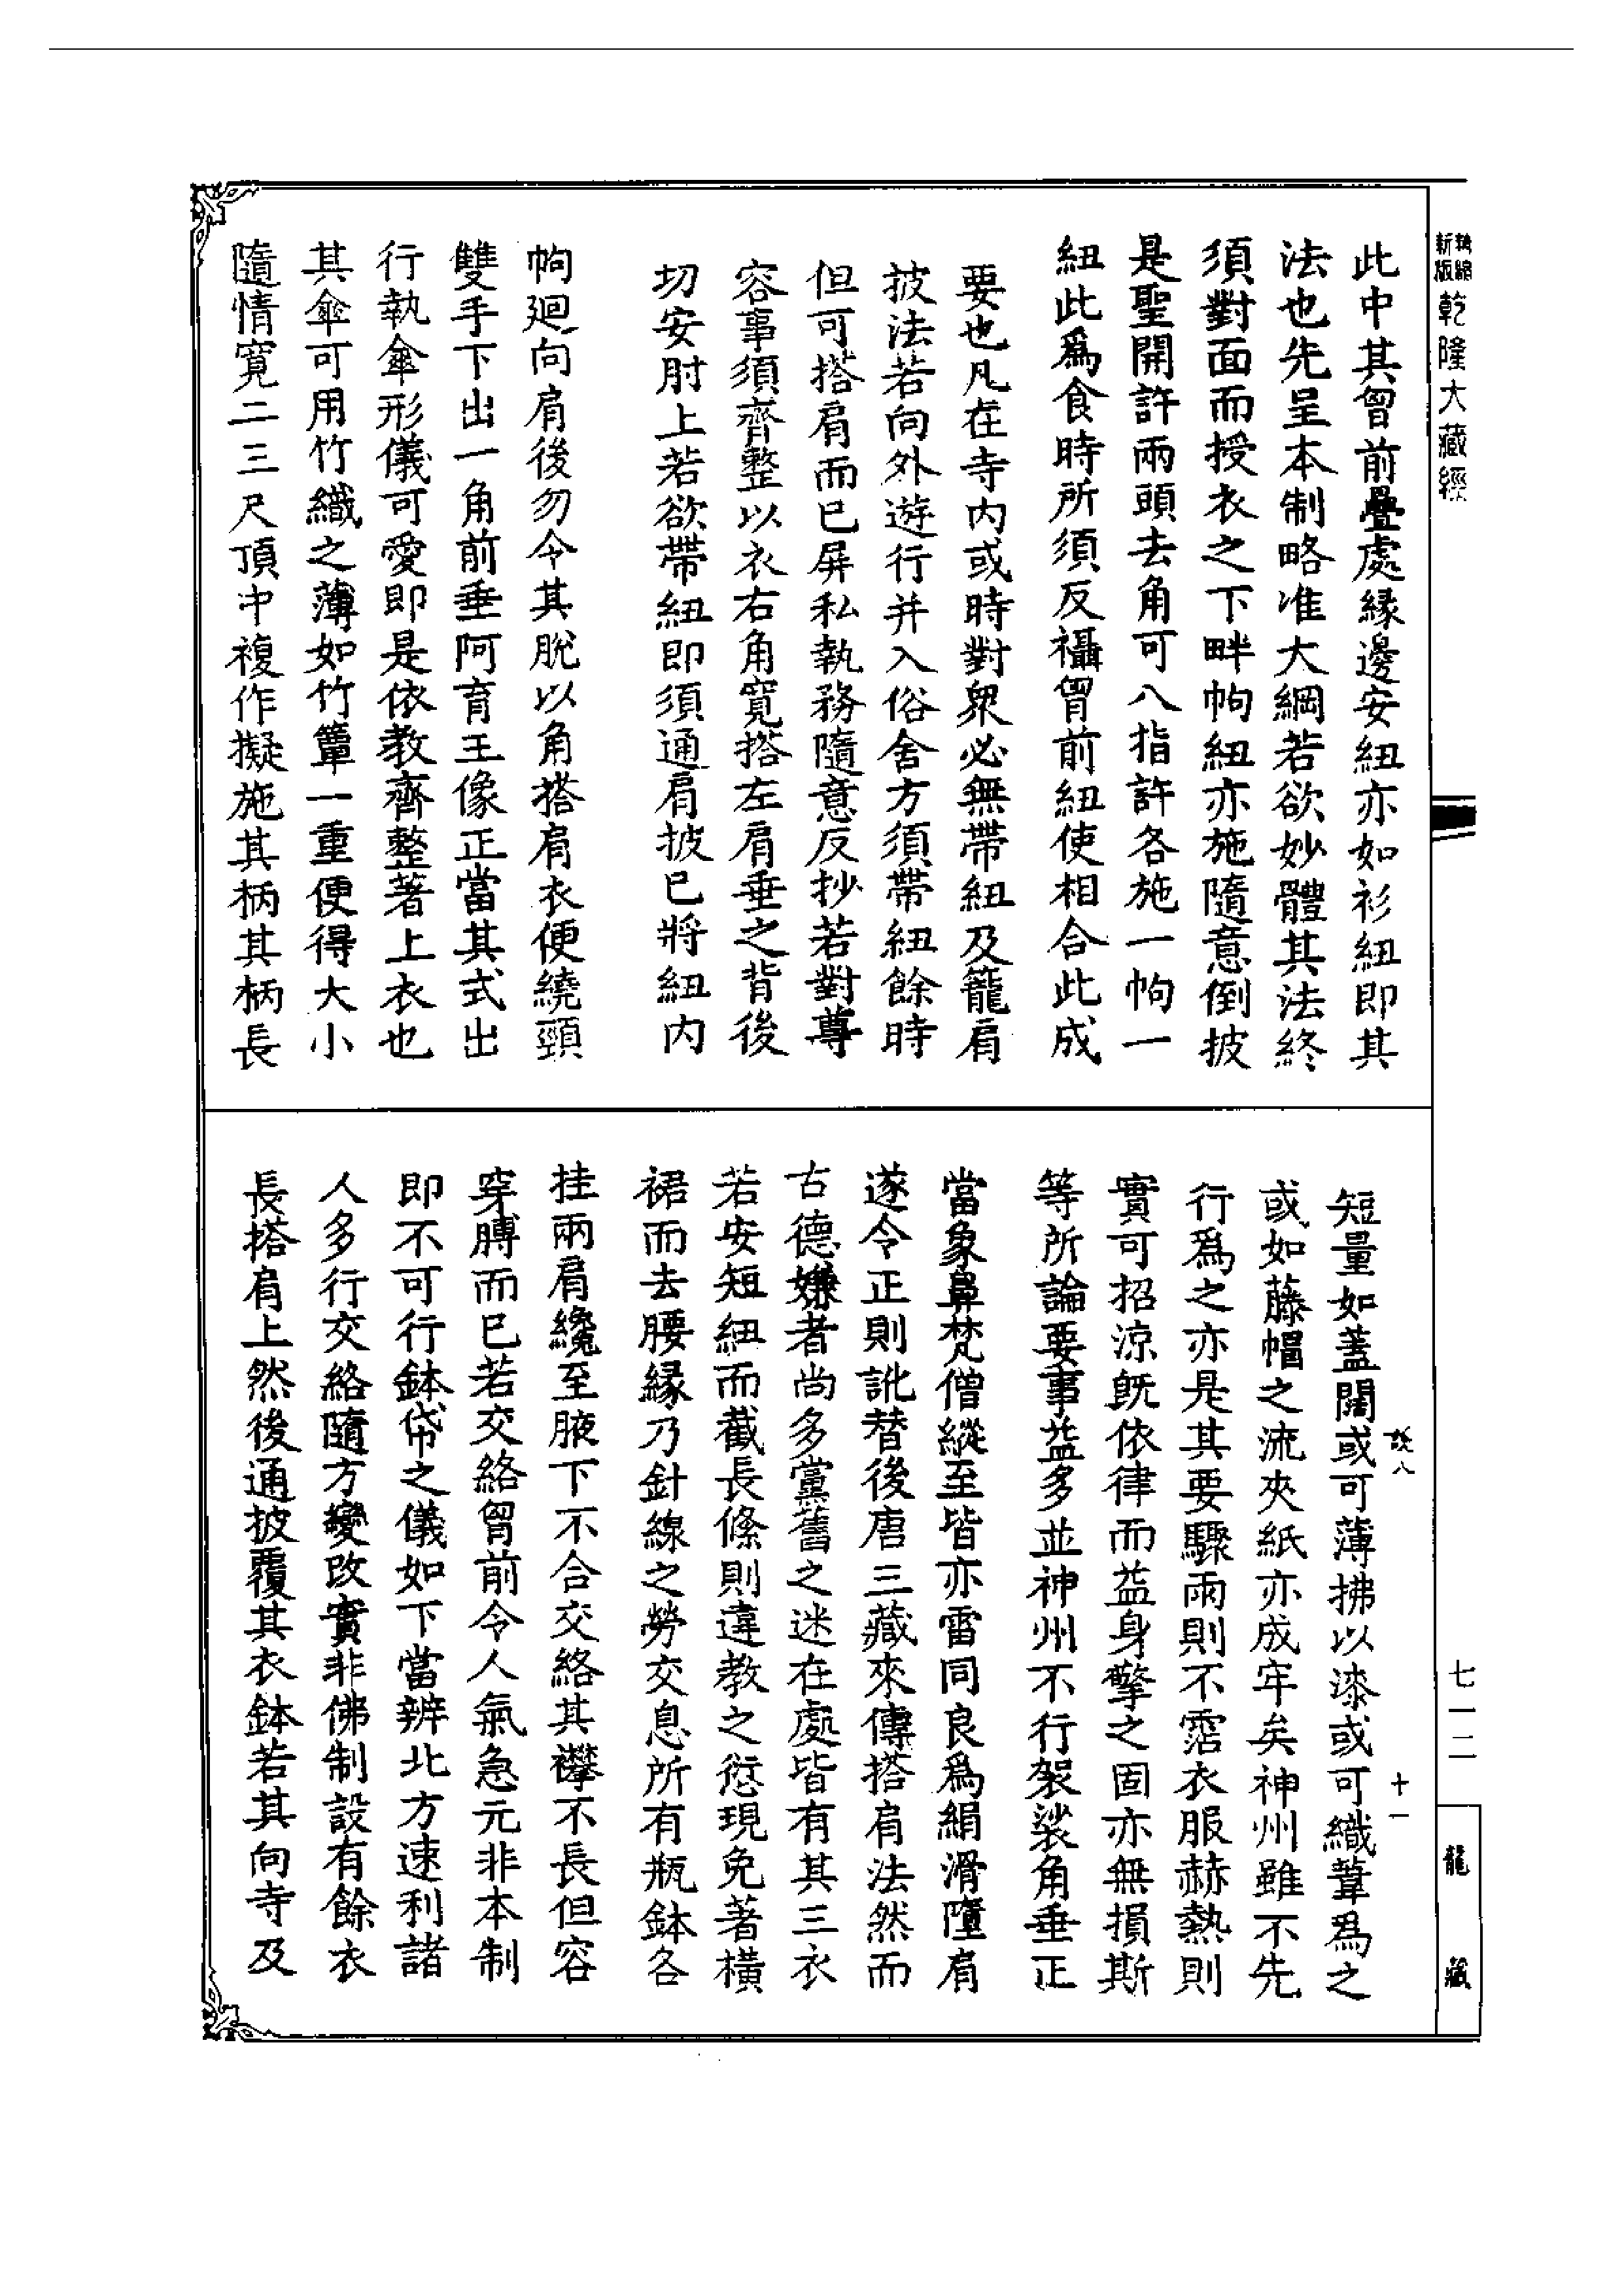 新版精縮
乾隆大藏經
此中其𮌎前疊處緣邊安紐亦如衫紐即其
法也先呈本制略准大綱若欲妙體其法終
須對面而授衣之下畔帉紐亦施隨意倒披
是聖開許兩頭去角可八指許各施一帉一
紐此爲食時所須反襵𮌎前紐使相合此成
要也凡在寺內或時對衆必無帶紐及籠肩
披法若向外遊行并入俗舍方須帶紐餘時
但可搭肩而已屏私執務隨意反抄若對尊
容事須齊整以衣右角寬搭左肩垂之背後
切安肘上若欲帶紐即須通肩披已將紐內
帉迴向肩後勿令其脫以角搭肩衣便繞頸
雙手下出一角前垂阿育王像正當其式出
行執傘形儀可愛即是依教齊整著上衣也
其傘可用竹織之薄如竹簟一重便得大小
隨情寬二三尺頂中複作擬施其柄其柄長
短量如蓋闊或可薄拂以漆或可織葦爲之
或如藤帽之流夾紙亦成牢矣神州雖不先
行爲之亦是其要驟雨則不霑衣服赫熱則
實可招涼旣依律而益身擎之固亦無損斯
等所論要事益多並神州不行袈裟角垂正
當象鼻梵僧縱至皆亦雷同良爲絹滑墮肩
遂令正則訛替後唐三藏來傳搭肩法然而
古德嫌者尚多黨舊之迷在處皆有其三衣
若安短紐而截長條則違教之愆現免著橫
裙而去腰緣乃針線之勞交息所有瓶鉢各
挂兩肩纔至腋下不合交絡其襻不長但容
穿膊而已若交絡𮌎前令人氣急元非本制
即不可行鉢帒之儀如下當辨北方速利諸
人多行交絡隨方變改實非佛制設有餘衣
長搭肩上然後通披覆其衣鉢若其向寺及
說八
十一
七一二
龍藏